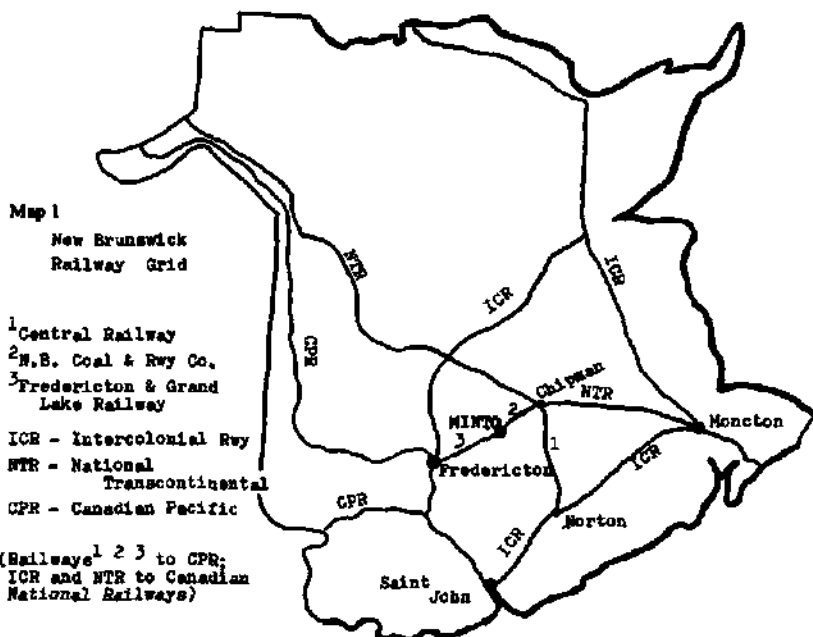 Map 1
New Brunswick
Railway Grid
1Central Railway
2N.B. Coal & Rwy Co.
3Fredericton & Grand
Lake Railway
ICR - Intercolonial Rwy
NTR - National
Transcontinental
CPR - Canadian Pacific
(Railways 1 2 3 to CPR;
ICR and NTR to Canadian
National Railways)
NTR
ICR
ICR
CPR
Chipman
NTR
MINTO
2
Moncton
3
1
Fredericton
ICR
CPR
Norton
ICR
Saint
John